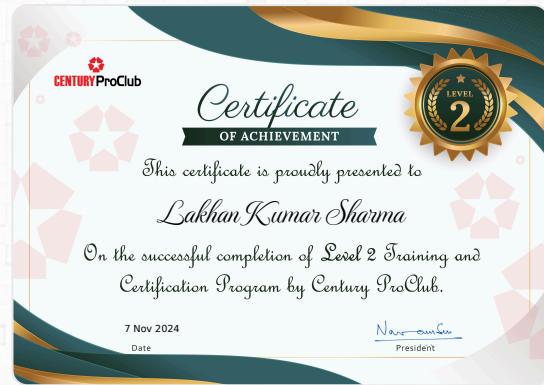 CENTURY ProClub
Certificate
OF ACHIEVEMENT
LEVEL
2
This certificate is proudly presented to
Lakhan Kumar Sharma
On the successful completion of Level 2 Training and
Certification Program by Century ProClub.
7 Nov 2024
Date
President